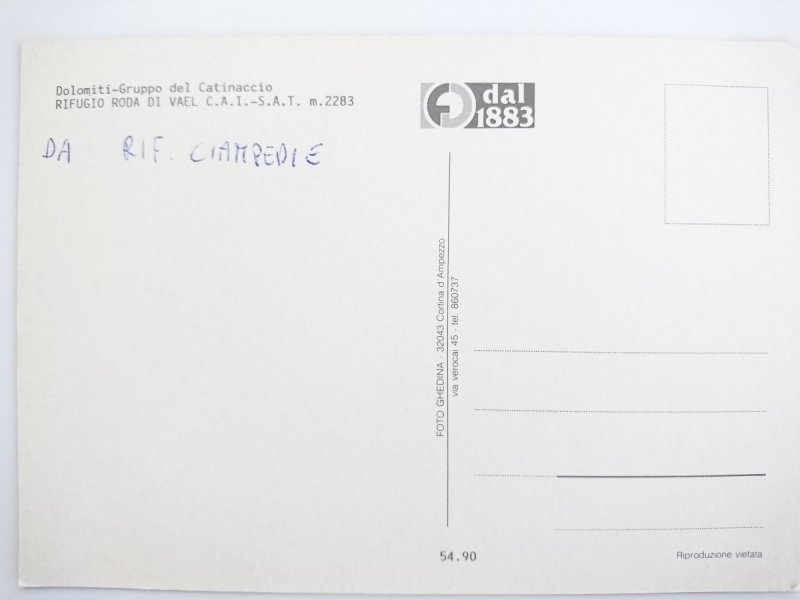 Dolomiti-Gruppo del Catinaccio
RIFUGIO RODA DI VAEL C.A.I.-S.A.T. m.2283
DA RIF. CIAMPEDIE
dal
1883
FOTO GHEDINA - 32043 Cortina d'Ampezzo
via verocai 45 - tel 860737
54.90
Riproduzione vietata